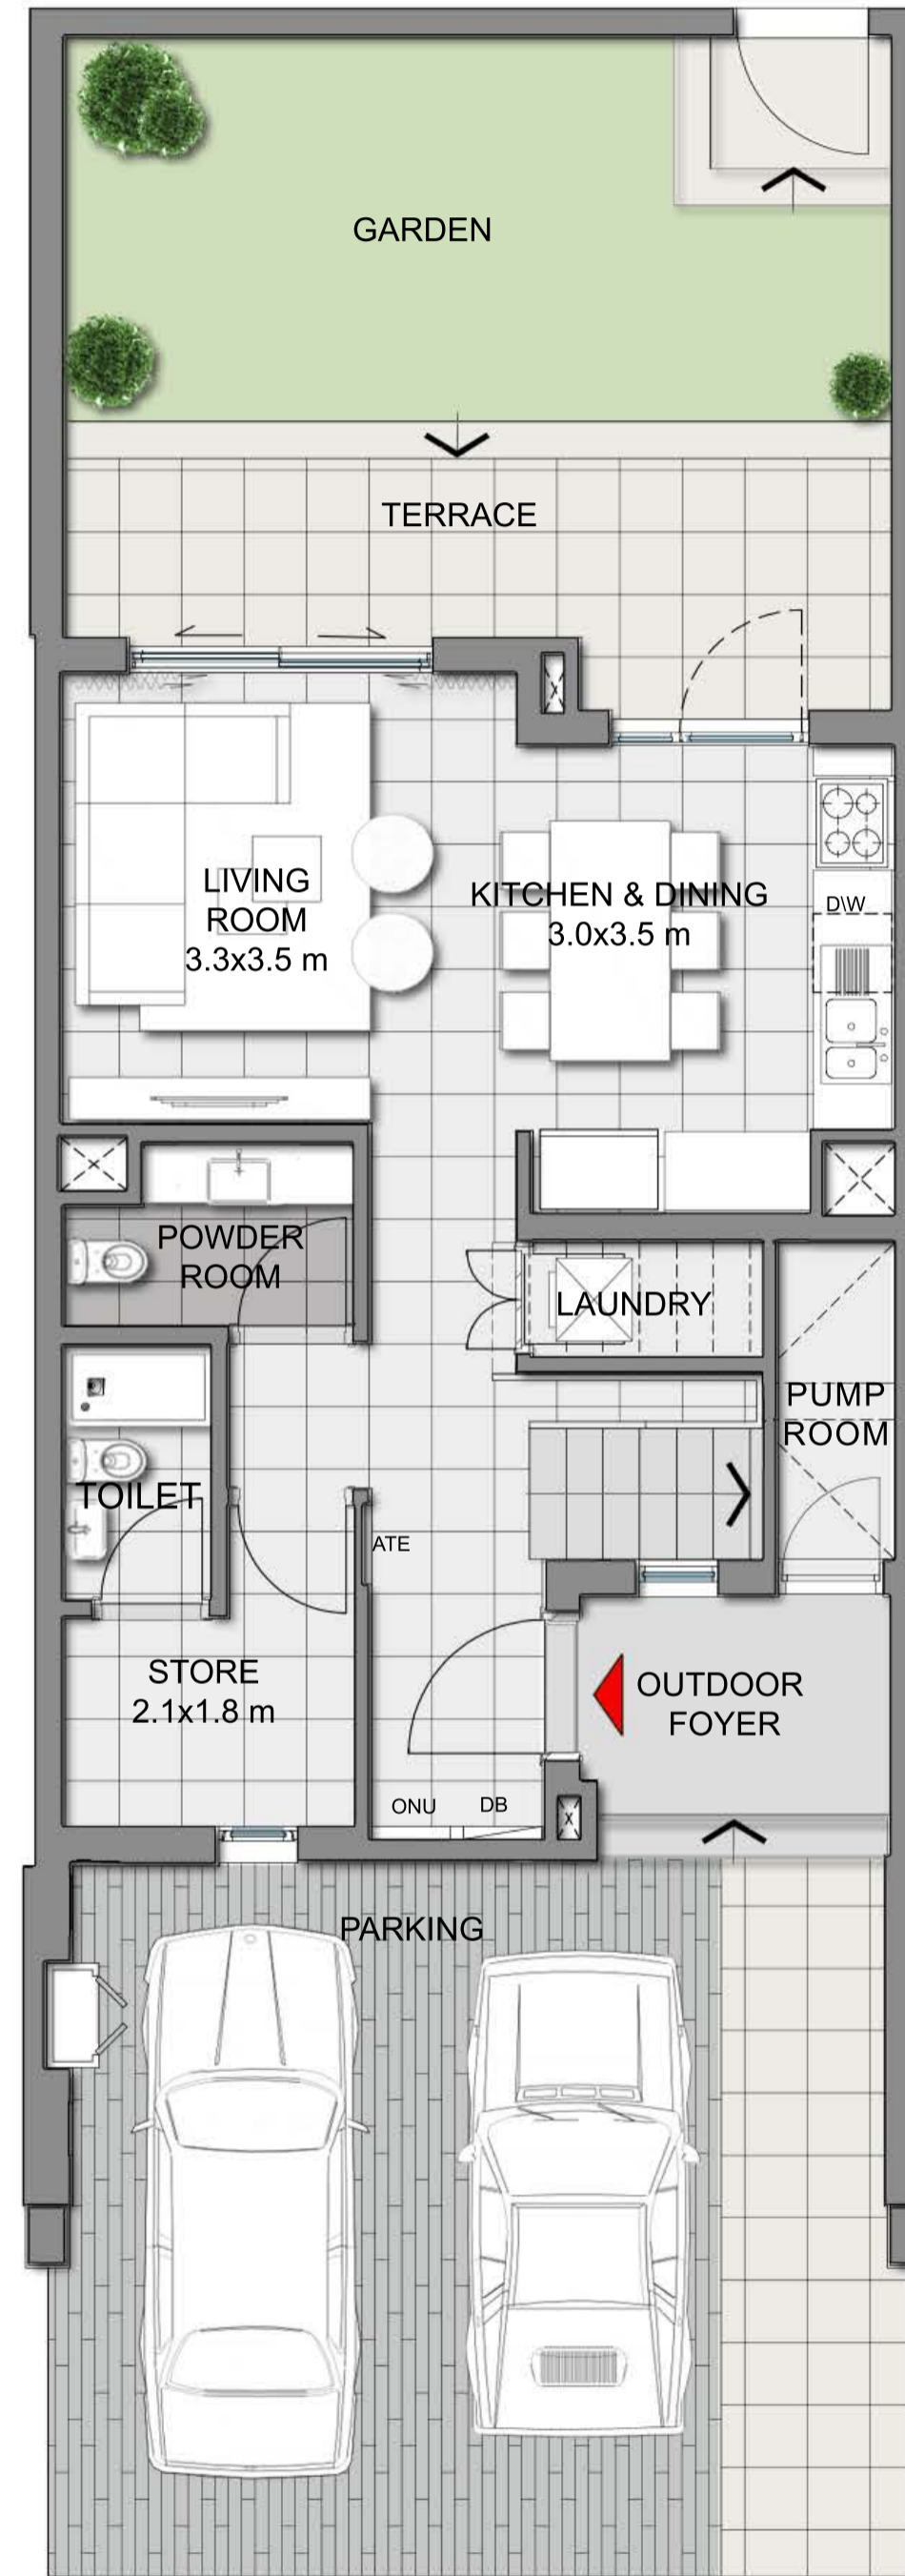 GARDEN
TERRACE
LIVING
ROOM
3.3x3.5 m
KITCHEN & DINING
3.0x3.5 m
D\W
POWDER
ROOM
LAUNDRY
PUMP
ROOM
TOILET
ATE
STORE
2.1x1.8 m
OUTDOOR
FOYER
ONU
DB
PARKING